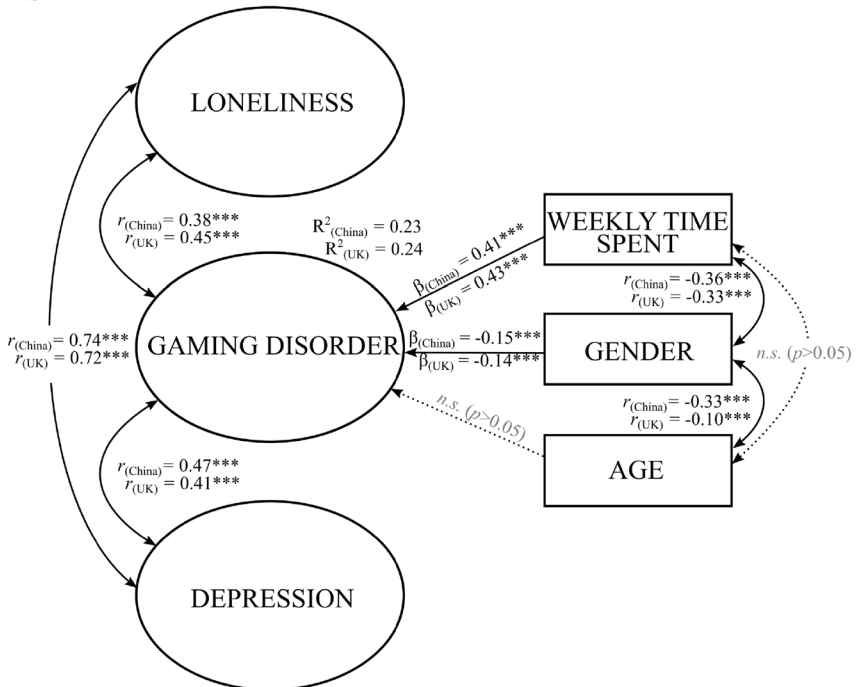 LONELINESS
r(China)= 0.38***
r(UK)= 0.45***
R²(China)= 0.23
R²(UK)= 0.24
β(China)= 0.41***
β(UK)= 0.43***
WEEKLY TIME
SPENT
r(China)= -0.36***
r(UK)= -0.33***
r(China)= 0.74***
r(UK)= 0.72***
GAMING DISORDER
β(China)= -0.15***
β(UK)= -0.14***
GENDER
n.s. (p>0.05)
n.s. (p>0.05)
r(China)= -0.33***
r(UK)= -0.10***
AGE
r(China)= 0.47***
r(UK)= 0.41***
DEPRESSION